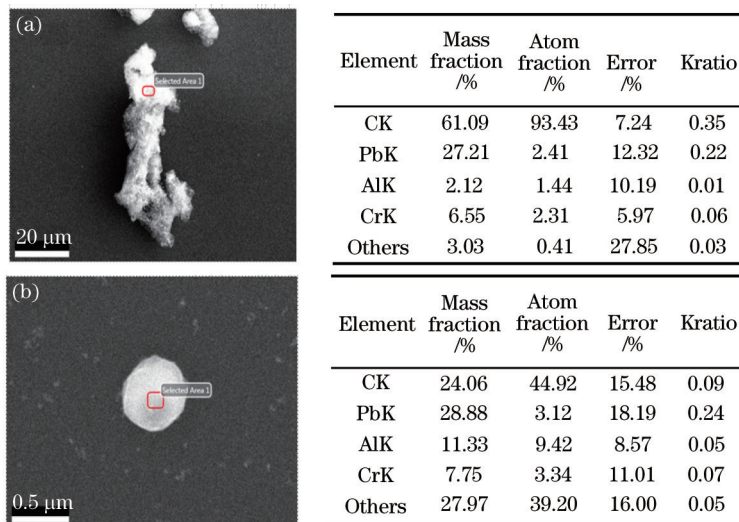 (a)
Selected Area 1
20 μm
Element Mass fraction /% Atom fraction /% Error /% Kratio
CK 61.09 93.43 7.24 0.35
PbK 27.21 2.41 12.32 0.22
AlK 2.12 1.44 10.19 0.01
CrK 6.55 2.31 5.97 0.06
Others 3.03 0.41 27.85 0.03
(b)
Selected Area 1
0.5 μm
Element Mass fraction /% Atom fraction /% Error /% Kratio
CK 24.06 44.92 15.48 0.09
PbK 28.88 3.12 18.19 0.24
AlK 11.33 9.42 8.57 0.05
CrK 7.75 3.34 11.01 0.07
Others 27.97 39.20 16.00 0.05